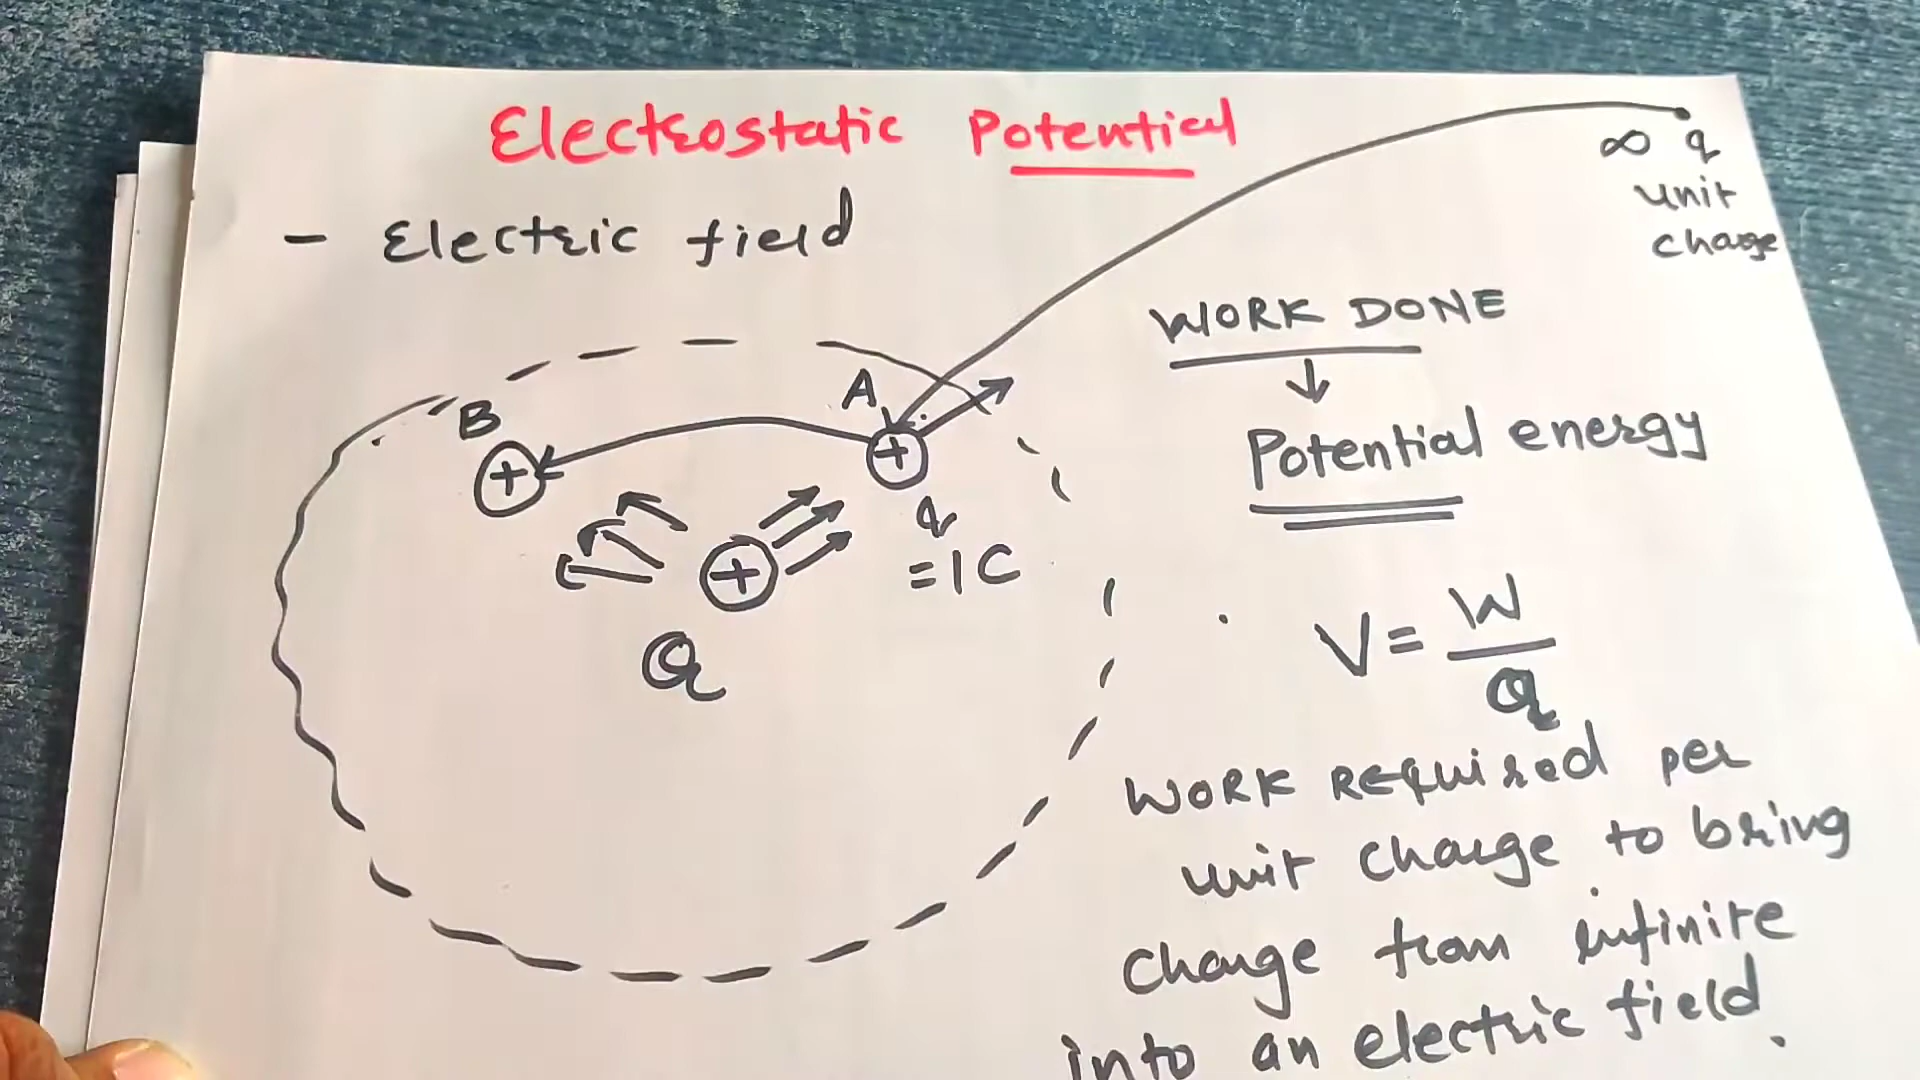 Electrostatic Potential
- Electric field
∞ q
unit
charge
WORK DONE
↓
Potential energy
A
B
+
+
+
q
=1C
Q
V = W
Q
WORK REquired per
unit charge to bring
charge from infinite
into an electric field.